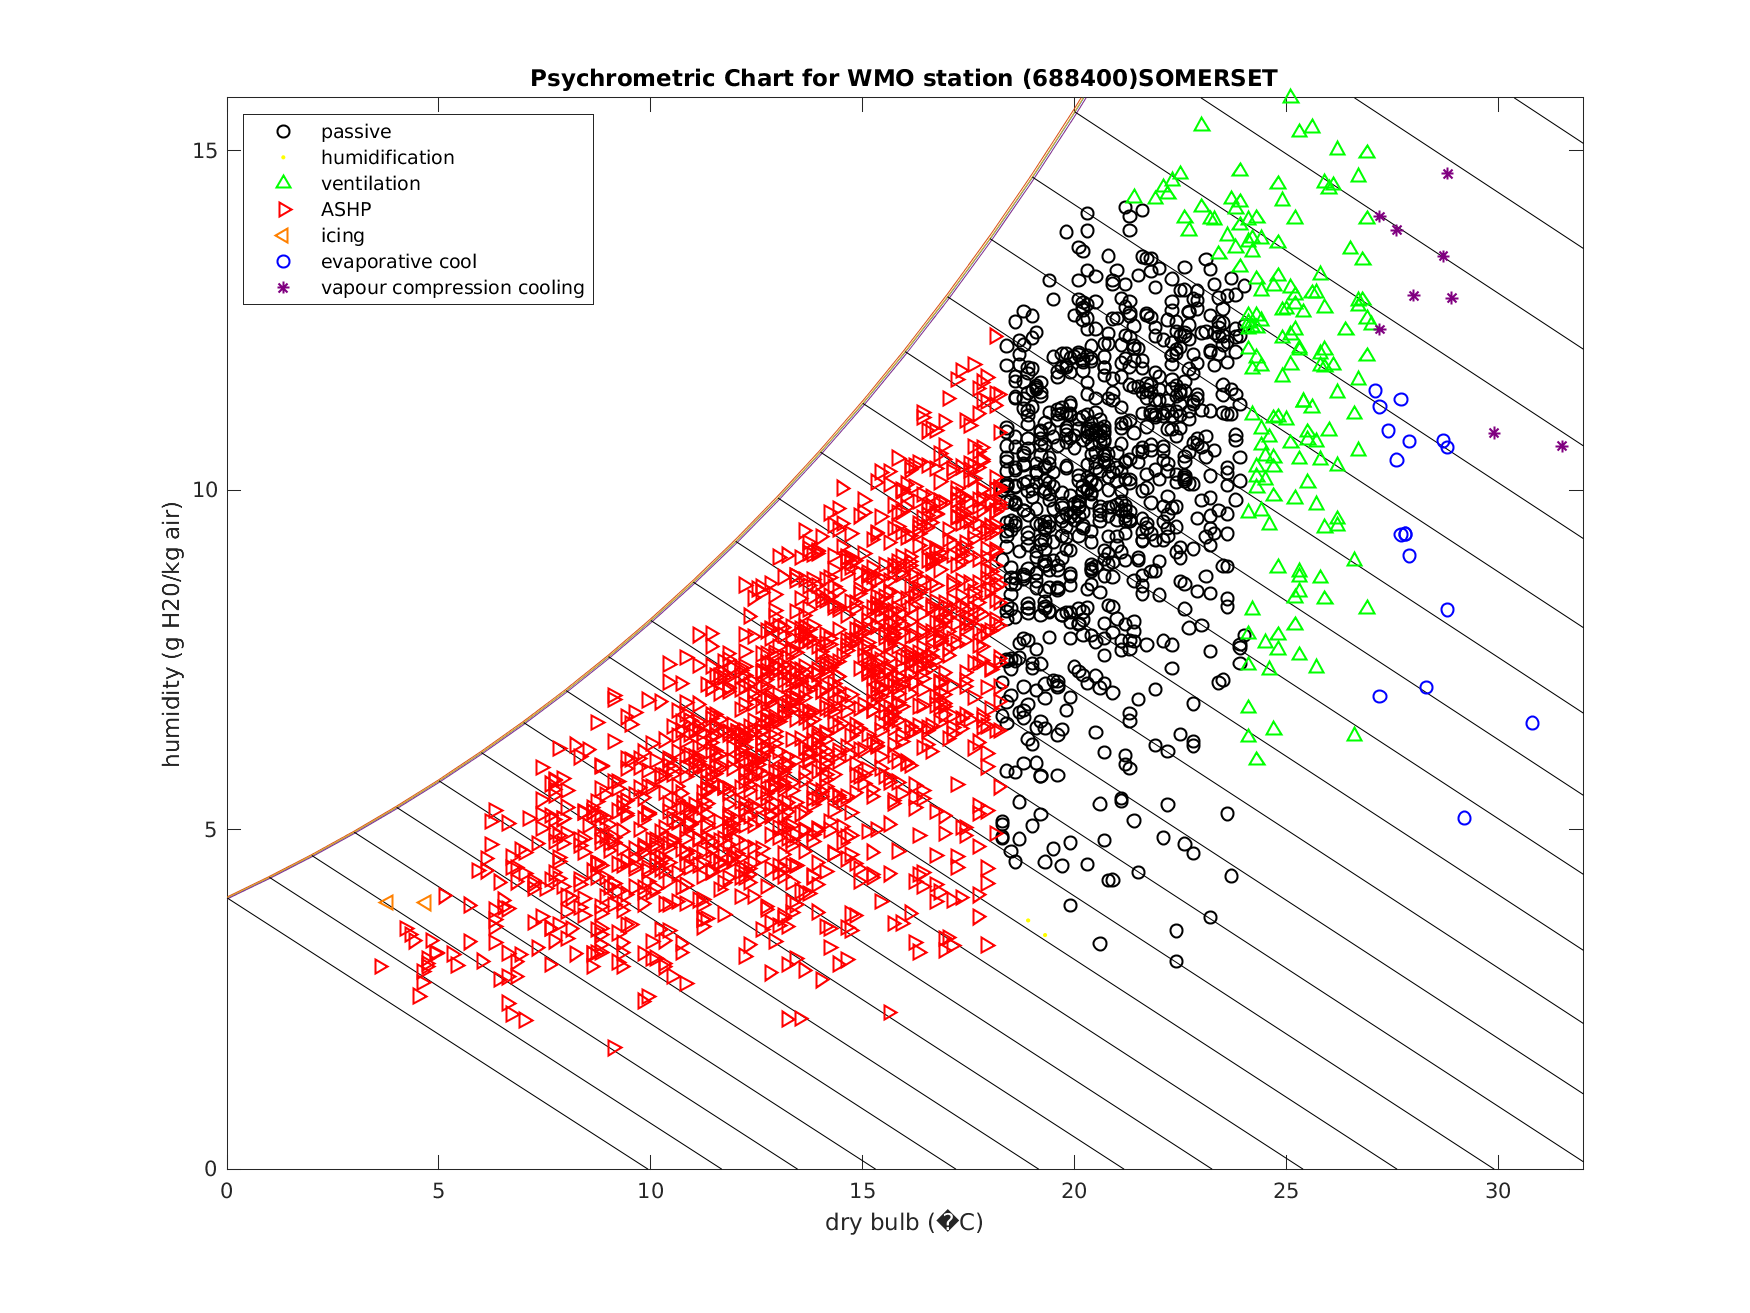 Psychrometric Chart for WMO station (688400)SOMERSET
passive
humidification
ventilation
ASHP
icing
evaporative cool
vapour compression cooling
15
10
5
0
humidity (g H20/kg air)
0 5 10 15 20 25 30
dry bulb (�C)